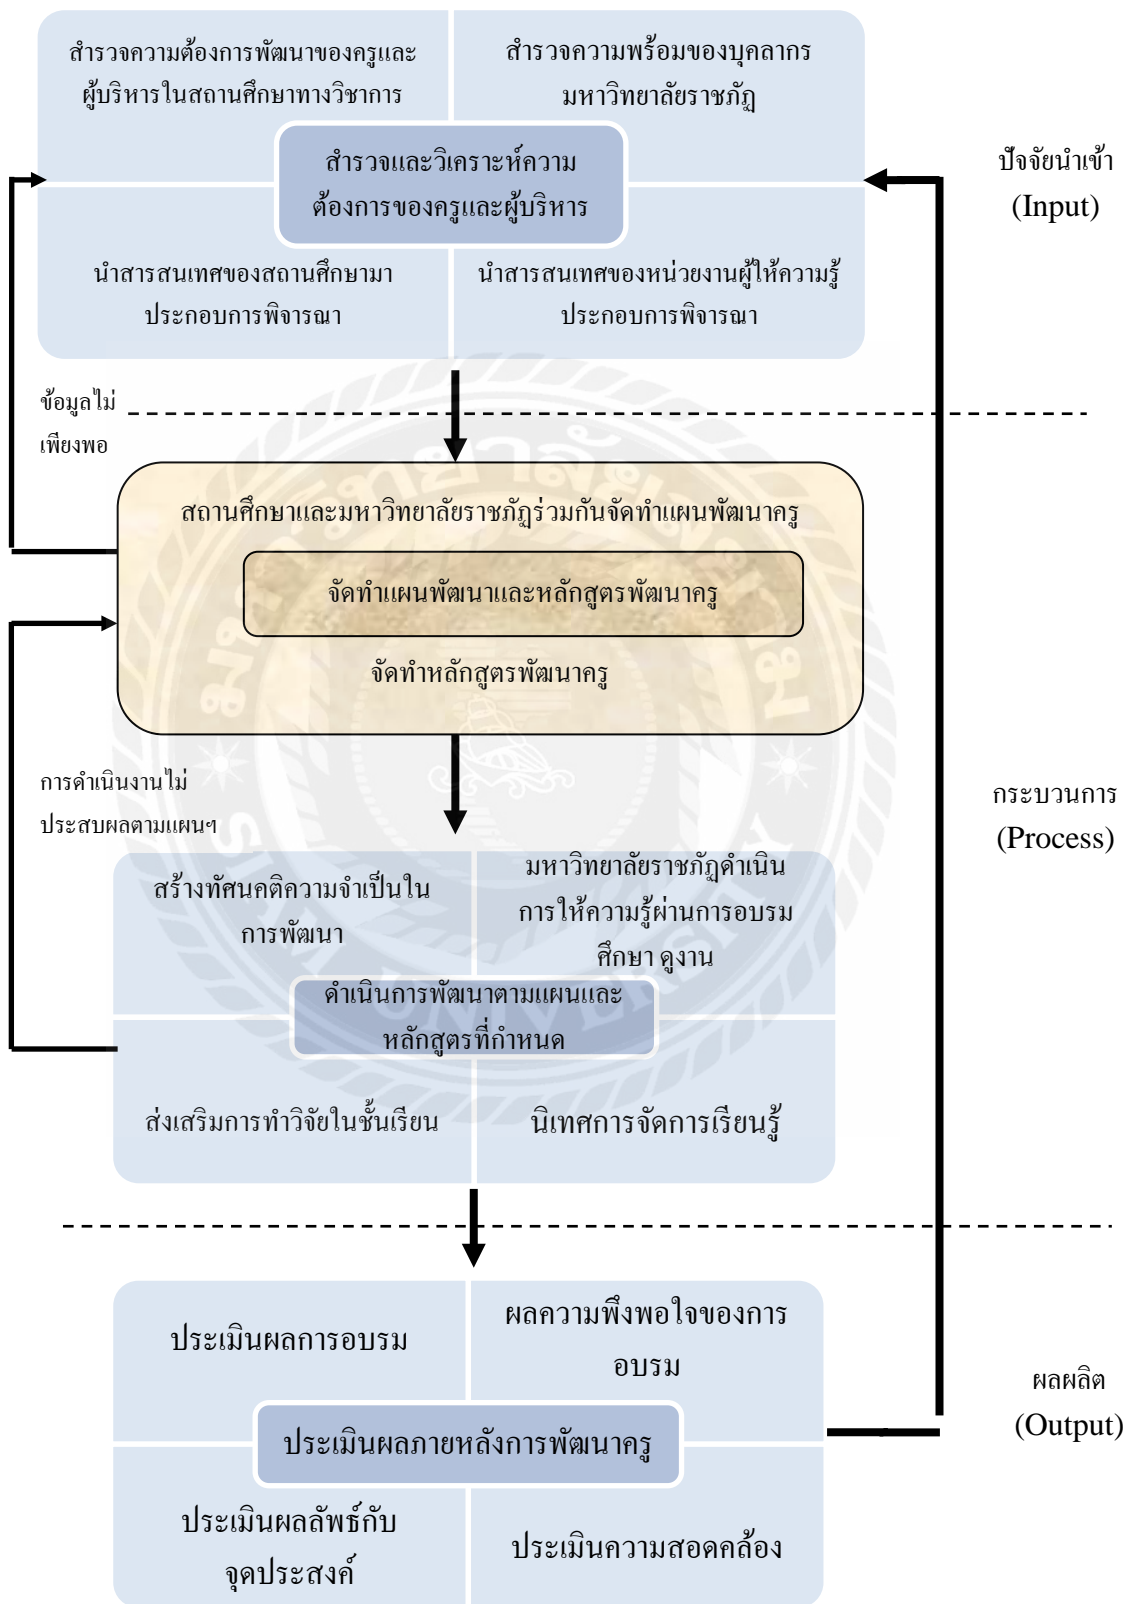 สำรวจความต้องการพัฒนาของครูและ
ผู้บริหารในสถานศึกษาทางวิชาการ
สำรวจความพร้อมของบุคลากร
มหาวิทยาลัยราชภัฏ
สำรวจและวิเคราะห์ความ
ต้องการของครูและผู้บริหาร
นำสารสนเทศของสถานศึกษามา
ประกอบการพิจารณา
นำสารสนเทศของหน่วยงานผู้ให้ความรู้
ประกอบการพิจารณา
ปัจจัยนำเข้า
(Input)
ข้อมูลไม่
เพียงพอ
สถานศึกษาและมหาวิทยาลัยราชภัฏร่วมกันจัดทำแผนพัฒนาครู
จัดทำแผนพัฒนาและหลักสูตรพัฒนาครู
จัดทำหลักสูตรพัฒนาครู
การดำเนินงานไม่
ประสบผลตามแผนฯ
กระบวนการ
(Process)
สร้างทัศนคติความจำเป็นใน
การพัฒนา
มหาวิทยาลัยราชภัฏดำเนิน
การให้ความรู้ผ่านการอบรม
ศึกษา ดูงาน
ดำเนินการพัฒนาตามแผนและ
หลักสูตรที่กำหนด
ส่งเสริมการทำวิจัยในชั้นเรียน
นิเทศการจัดการเรียนรู้
ประเมินผลการอบรม
ผลความพึงพอใจของการ
อบรม
ประเมินผลภายหลังการพัฒนาครู
ประเมินผลลัพธ์กับ
จุดประสงค์
ประเมินความสอดคล้อง
ผลผลิต
(Output)
มหาวิทยาลัยสยาม
SIAM UNIVERSITY